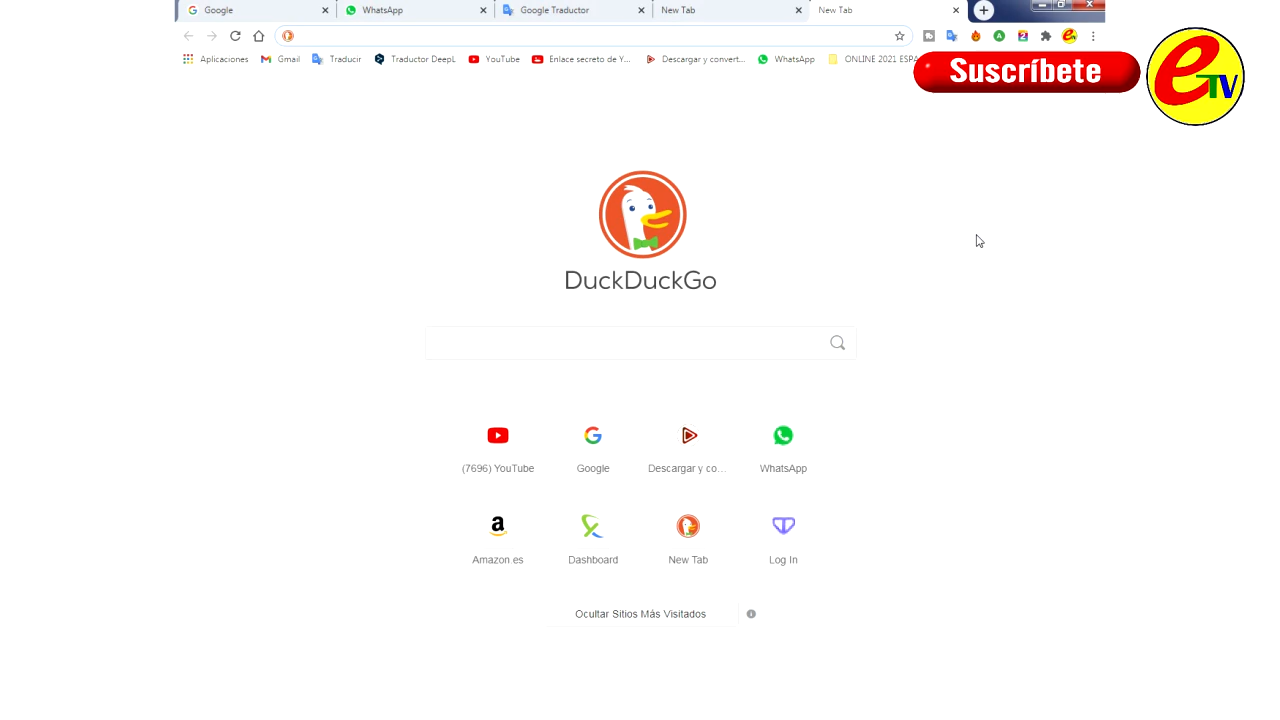 Google WhatsApp Google Traductor New Tab New Tab
Aplicaciones Gmail Traducir Traductor DeepL YouTube Enlace secreto de Y... Descargar y convert... WhatsApp ONLINE 2021 ESPA
Suscríbete
eTV
DuckDuckGo
(7696) YouTube Google Descargar y co... WhatsApp
Amazon es Dashboard New Tab Log In
Ocultar Sitios Más Visitados